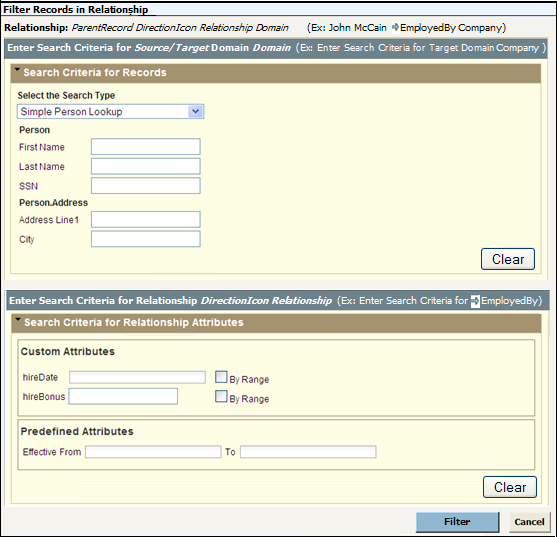 Filter Records in Relationship
Relationship: ParentRecord DirectionIcon Relationship Domain (Ex: John McCain EmployedBy Company)
Enter Search Criteria for Source/Target Domain Domain (Ex: Enter Search Criteria for Target Domain Company )
Search Criteria for Records
Select the Search Type
Simple Person Lookup
Person
First Name
Last Name
SSN
Person.Address
Address Line1
City
Clear
Enter Search Criteria for Relationship DirectionIcon Relationship (Ex: Enter Search Criteria for EmployedBy)
Search Criteria for Relationship Attributes
Custom Attributes
hireDate By Range
hireBonus By Range
Predefined Attributes
Effective From To
Clear
Filter Cancel